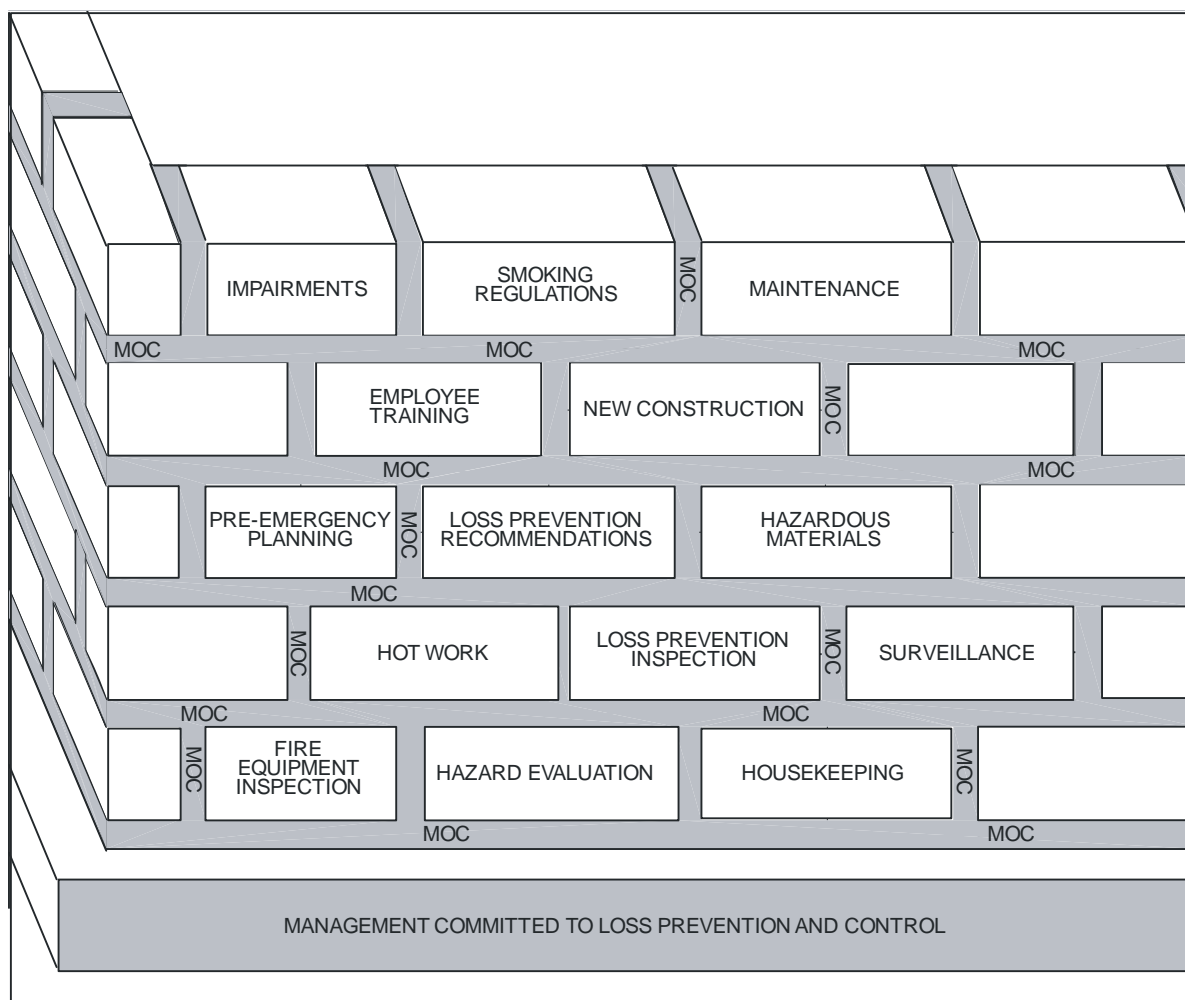 IMPAIRMENTS
SMOKING
REGULATIONS
MOC
MAINTENANCE
MOC
MOC
MOC
EMPLOYEE
TRAINING
NEW CONSTRUCTION
MOC
MOC
MOC
PRE-EMERGENCY
PLANNING
MOC
LOSS PREVENTION
RECOMMENDATIONS
HAZARDOUS
MATERIALS
MOC
MOC
HOT WORK
LOSS PREVENTION
INSPECTION
MOC
SURVEILLANCE
MOC
MOC
MOC
FIRE
EQUIPMENT
INSPECTION
HAZARD EVALUATION
HOUSEKEEPING
MOC
MOC
MOC
MANAGEMENT COMMITTED TO LOSS PREVENTION AND CONTROL